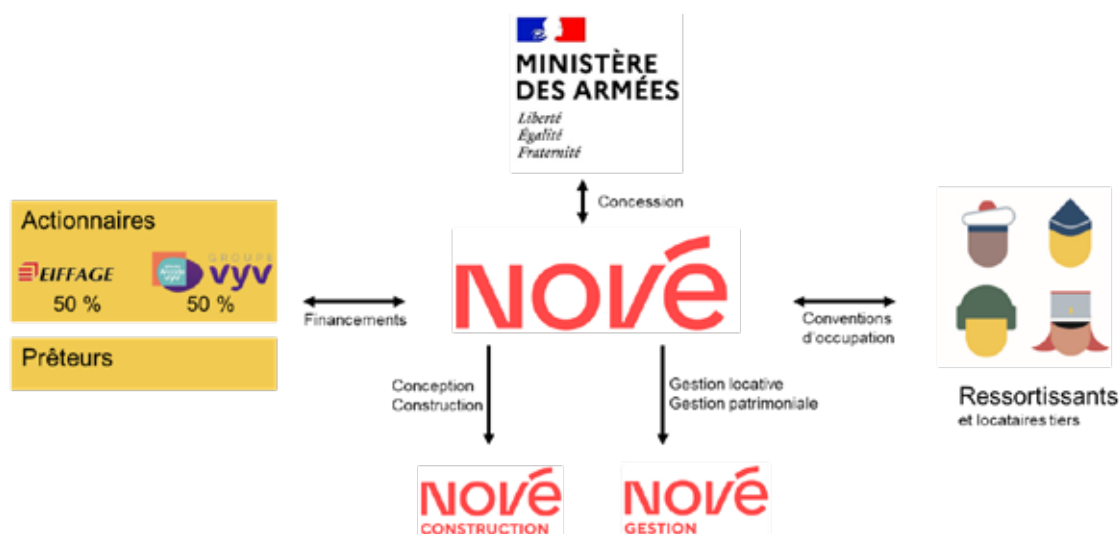 MINISTÈRE
DES ARMÉES
Liberté
Égalité
Fraternité
Concession
Actionnaires
EIFFAGE
GROUPE
vyv
50 %
50 %
Prêteurs
Financements
NOVÉ
Conventions
d'occupation
Conception
Construction
Gestion locative
Gestion patrimoniale
Ressortissants
et locataires tiers
NOVÉ
CONSTRUCTION
NOVÉ
GESTION